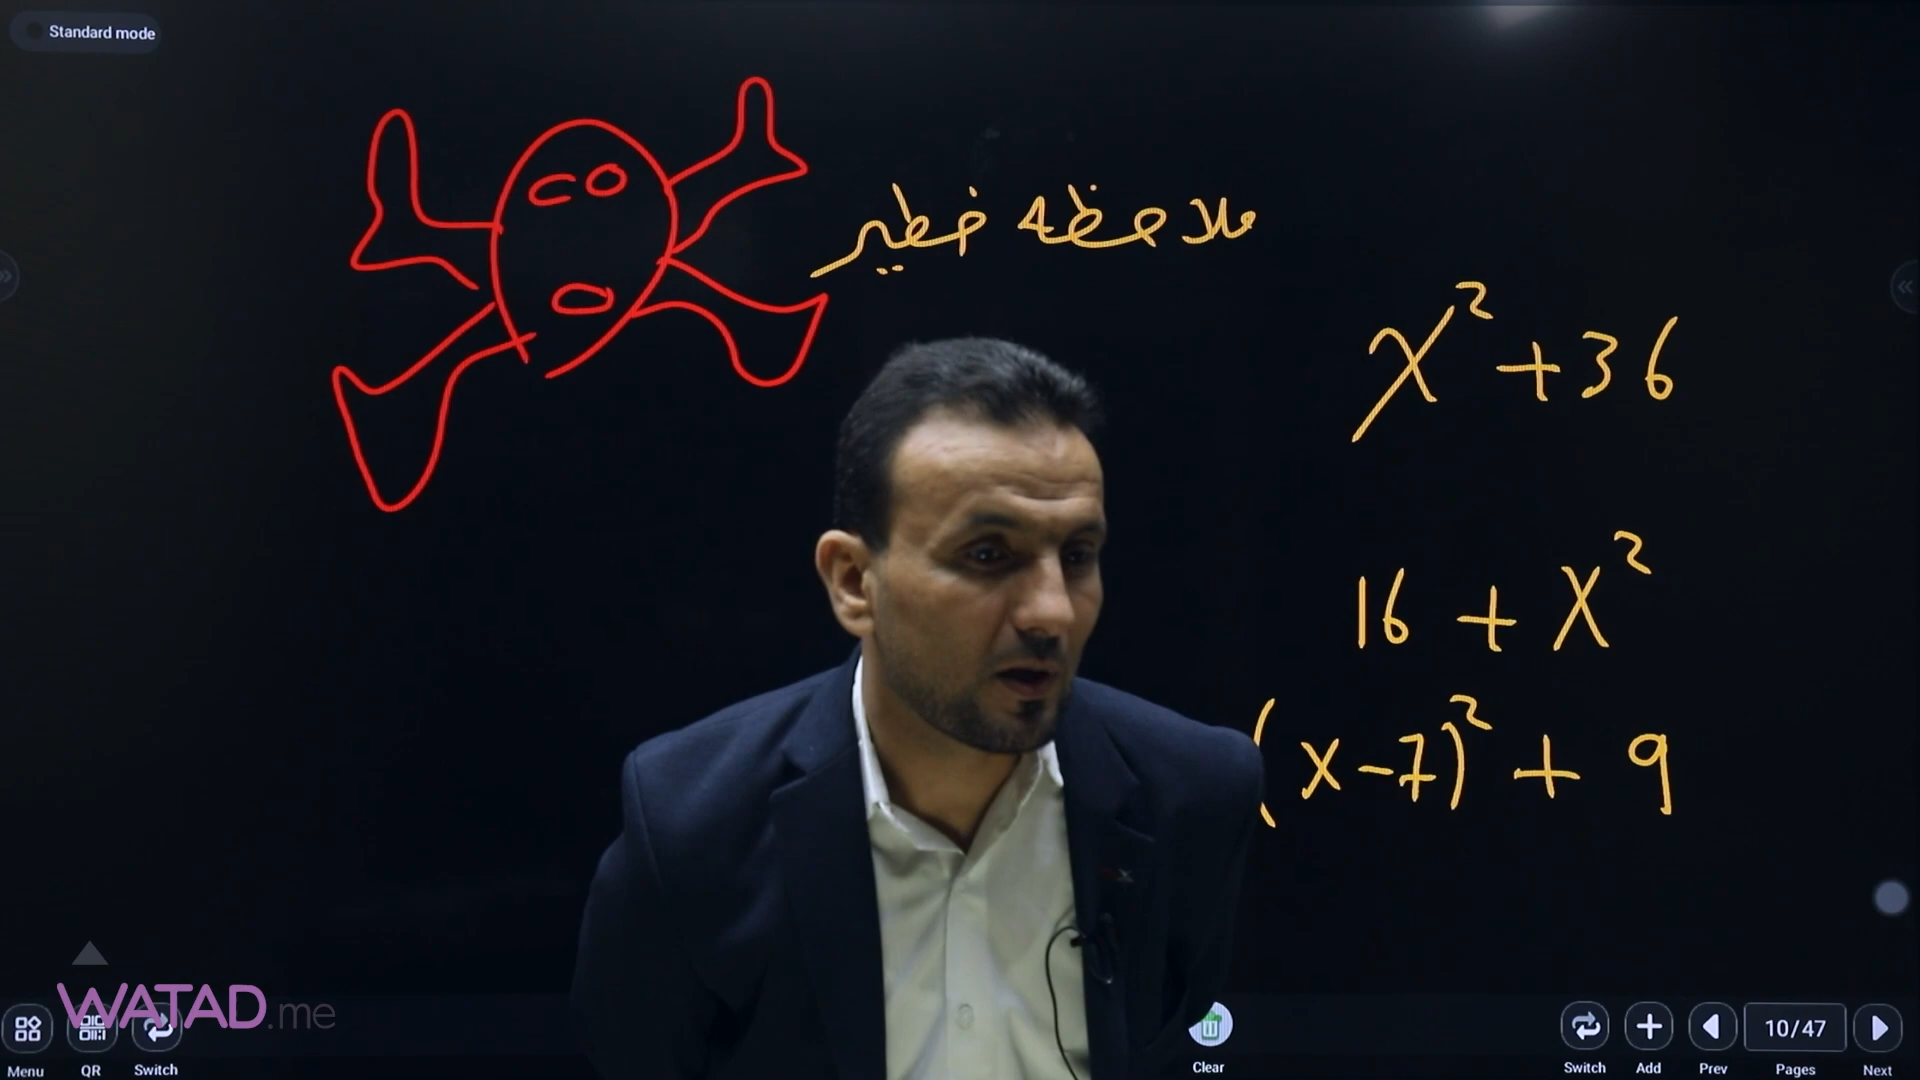 Standard mode
ملاحظه خطير
x² + 36
16 + x²
(x - 7)² + 9
WATAD.me
Menu
QR
Switch
Clear
Switch
Add
Prev
10/47
Pages
Next